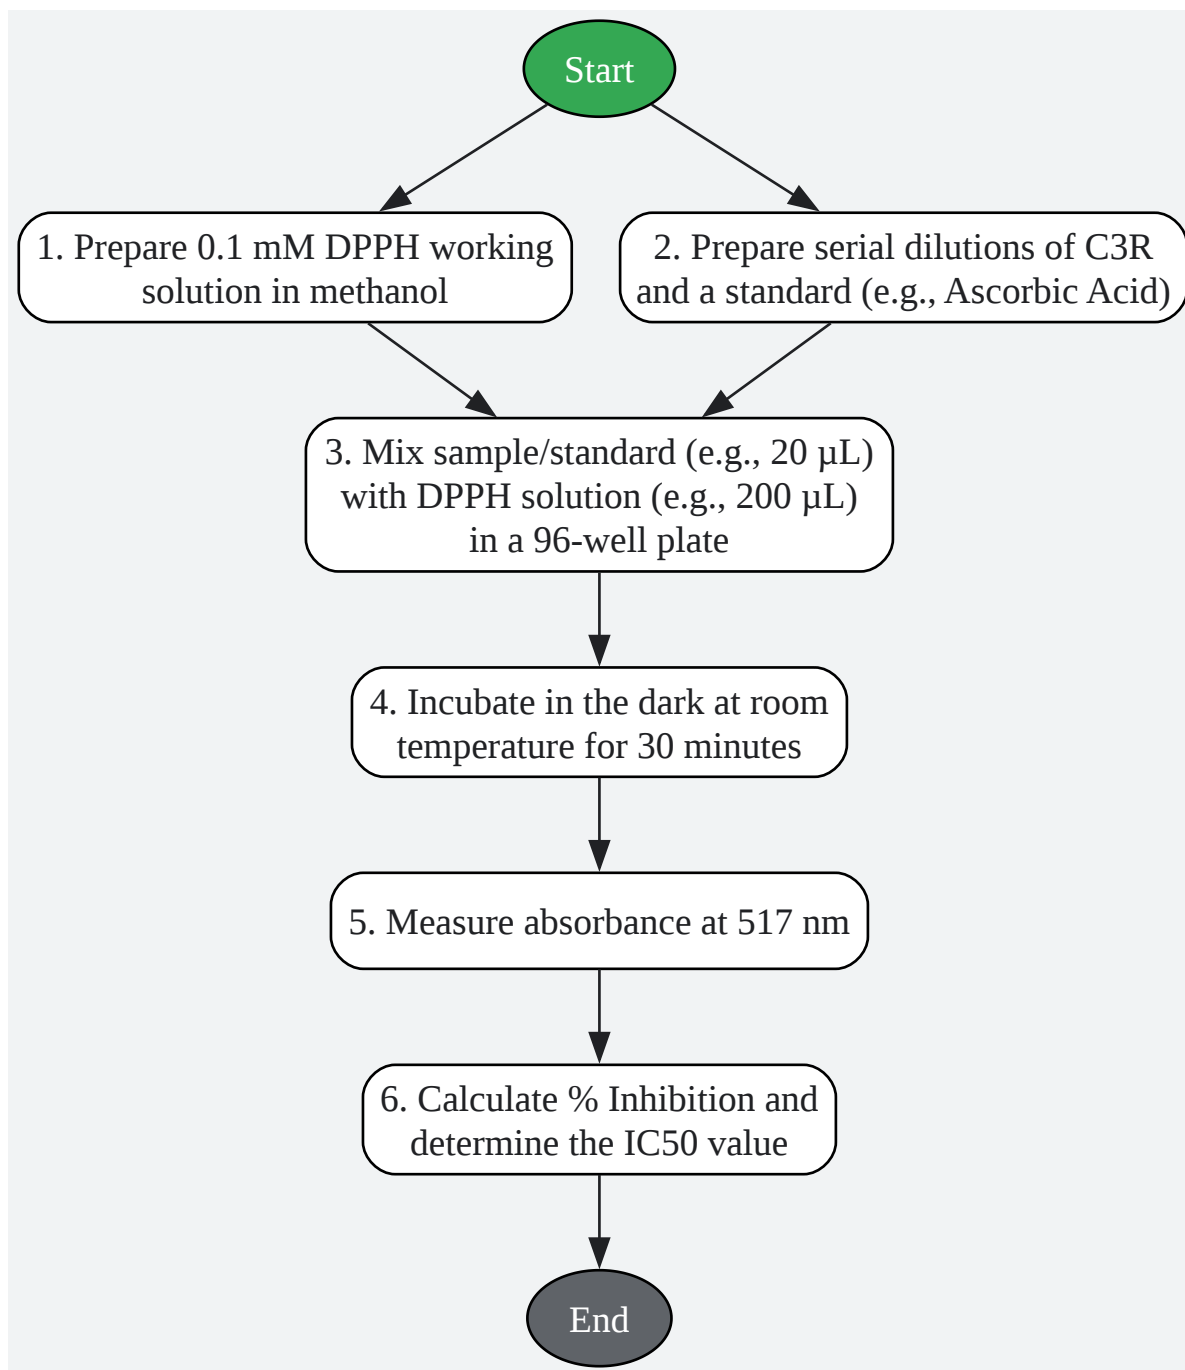 Start
1. Prepare 0.1 mM DPPH working
solution in methanol
2. Prepare serial dilutions of C3R
and a standard (e.g., Ascorbic Acid)
3. Mix sample/standard (e.g., 20 µL)
with DPPH solution (e.g., 200 µL)
in a 96-well plate
4. Incubate in the dark at room
temperature for 30 minutes
5. Measure absorbance at 517 nm
6. Calculate % Inhibition and
determine the IC50 value
End